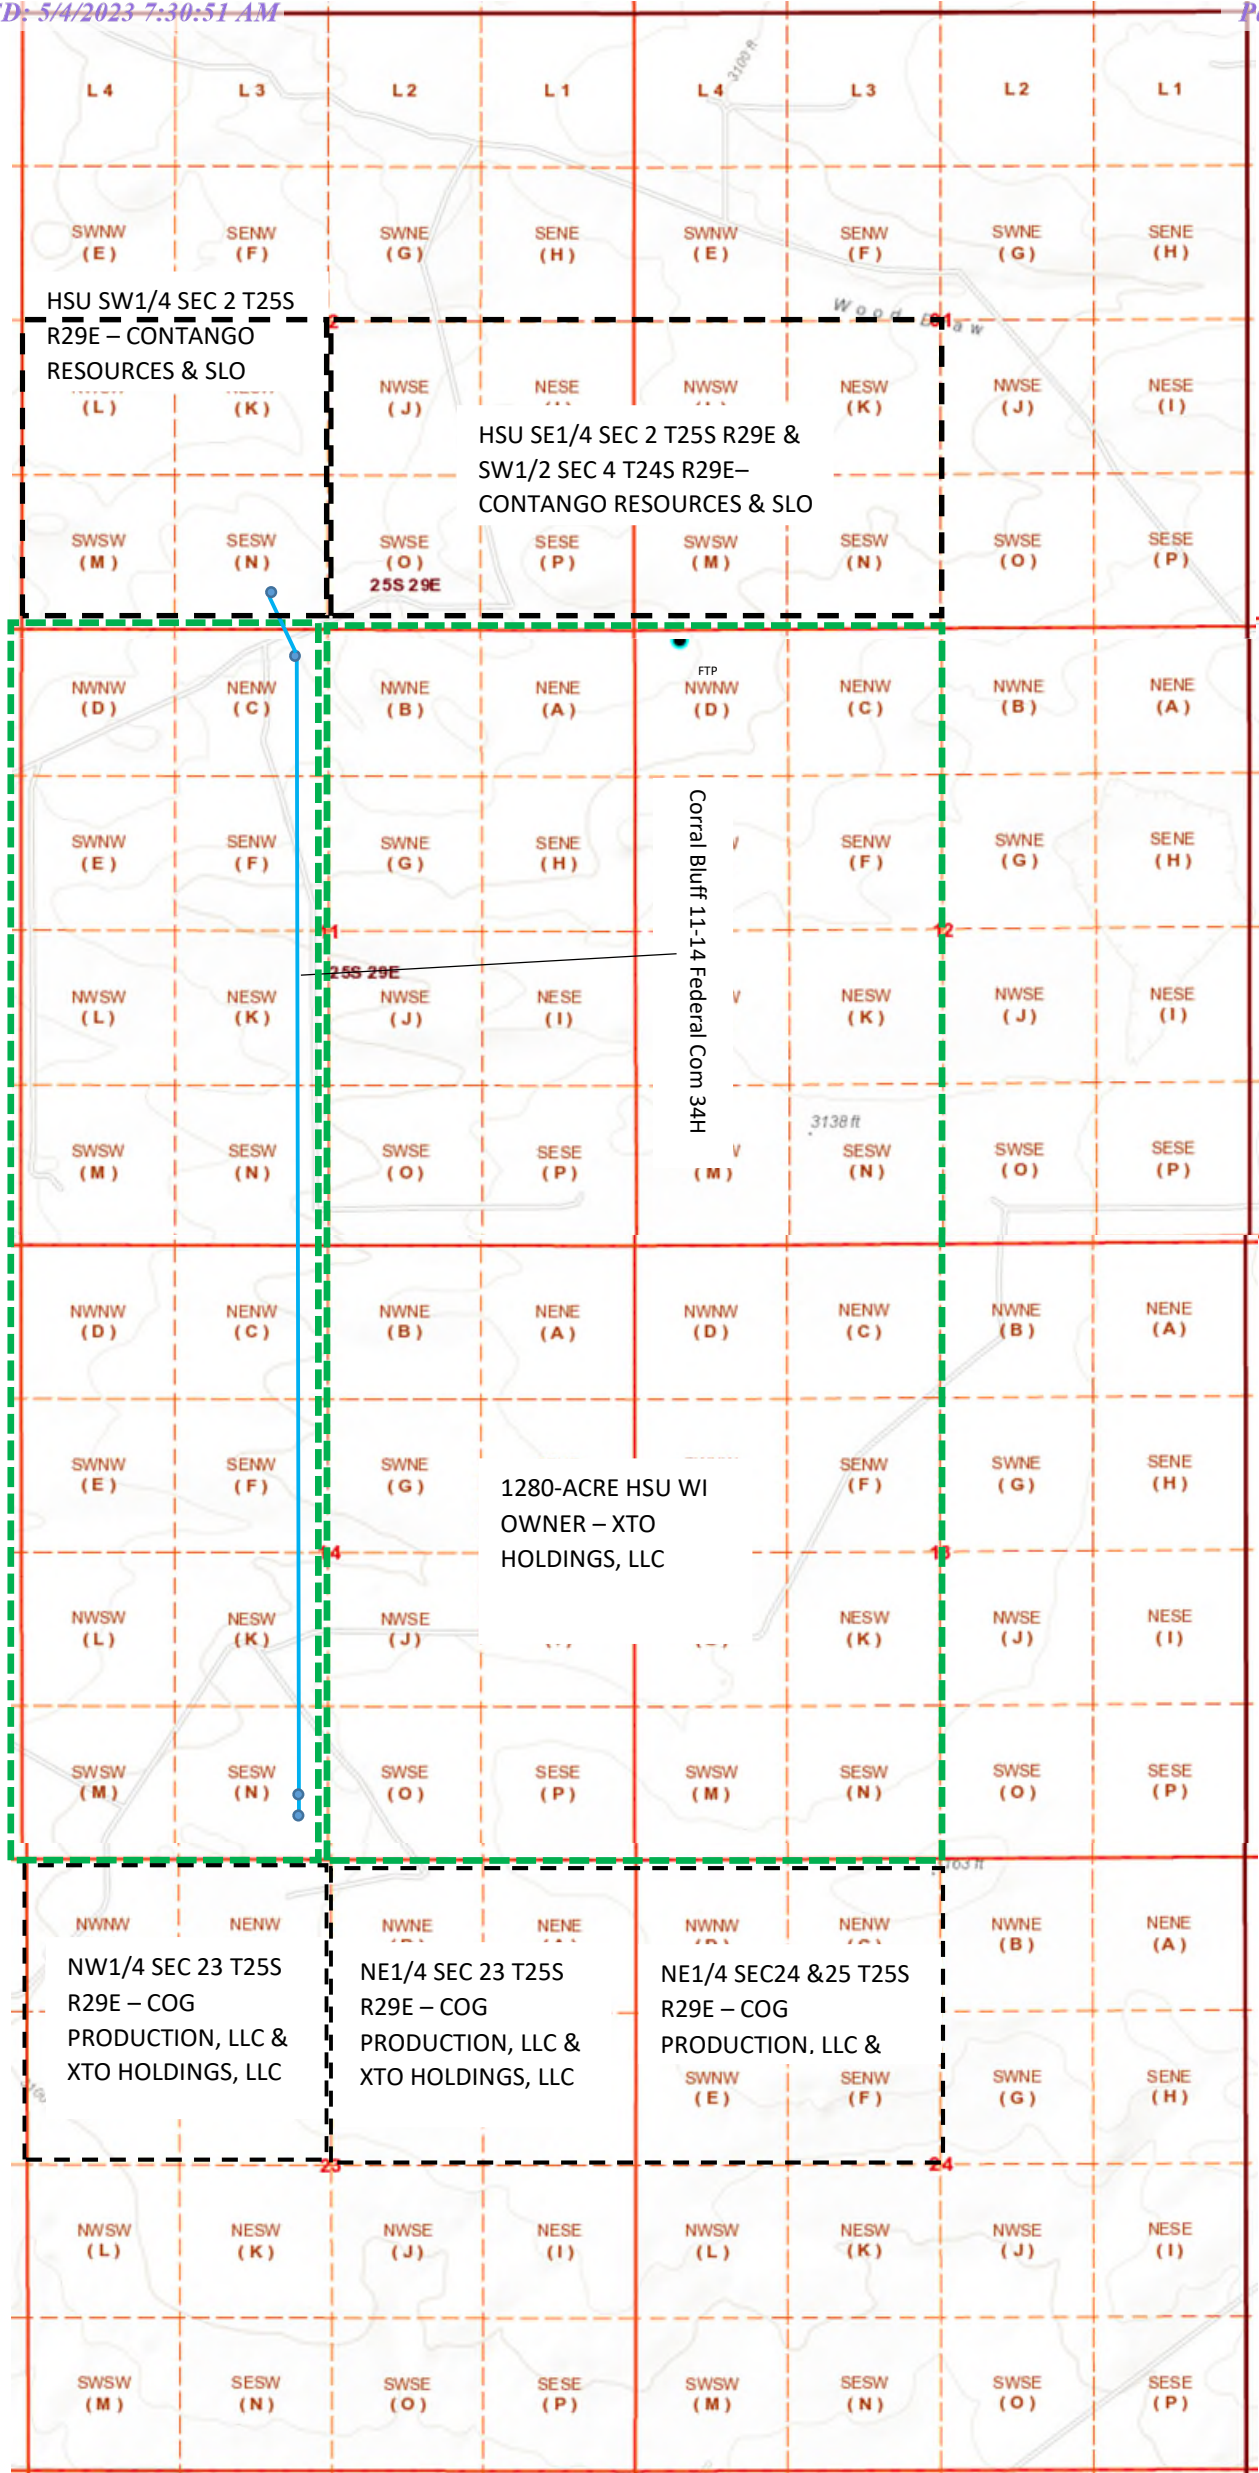 D: 5/4/2023 7:30:51 AM
L 4 L 3 L 2 L 1 L 4 L 3 L 2 L 1
3100 ft
SWNW SENW SWNE SENE SWNW SENW SWNE SENE
(E) (F) (G) (H) (E) (F) (G) (H)
HSU SW1/4 SEC 2 T25S
R29E – CONTANGO
RESOURCES & SLO
2
Wood
NWSE NESE NWSW NESW NWSE NESE
(L) (K) (J) (K) (J) (I)
HSU SE1/4 SEC 2 T25S R29E &
SW1/2 SEC 4 T24S R29E–
CONTANGO RESOURCES & SLO
SWSW SESW SWSE SESE SWSW SESW SWSE SESE
(M) (N) (O) (P) (M) (N) (O) (P)
25S 29E
FTP
NWNW NENW NWNE NENE NWNW NENW NWNE NENE
(D) (C) (B) (A) (D) (C) (B) (A)
Corral Bluff 11-14 Federal Com 34H
SWNW SENW SWNE SENE SENW SWNE SENE
(E) (F) (G) (H) (F) (G) (H)
11 12
25S 29E
NWSW NESW NWSE NESE NESW NWSE NESE
(L) (K) (J) (I) (K) (J) (I)
3138 ft
SWSW SESW SWSE SESE SESW SWSE SESE
(M) (N) (O) (P) (M) (N) (O) (P)
NWNW NENW NWNE NENE NWNW NENW NWNE NENE
(D) (C) (B) (A) (D) (C) (B) (A)
SWNW SENW SWNE SENW SWNE SENE
(E) (F) (G) (F) (G) (H)
1280-ACRE HSU WI
OWNER – XTO
HOLDINGS, LLC
14 13
NWSW NESW NWSE NESW NWSE NESE
(L) (K) (J) (K) (J) (I)
SWSW SESW SWSE SESE SWSW SESW SWSE SESE
(M) (N) (O) (P) (M) (N) (O) (P)
NWNW NENW NWNE NENE NWNW NENW NWNE NENE
(B) (A)
NW1/4 SEC 23 T25S
R29E – COG
PRODUCTION, LLC &
XTO HOLDINGS, LLC
NE1/4 SEC 23 T25S
R29E – COG
PRODUCTION, LLC &
XTO HOLDINGS, LLC
NE1/4 SEC24 &25 T25S
R29E – COG
PRODUCTION, LLC &
SWNW SENW SWNE SENE
(E) (F) (G) (H)
23 24
NWSW NESW NWSE NESE NWSW NESW NWSE NESE
(L) (K) (J) (I) (L) (K) (J) (I)
SWSW SESW SWSE SESE SWSW SESW SWSE SESE
(M) (N) (O) (P) (M) (N) (O) (P)